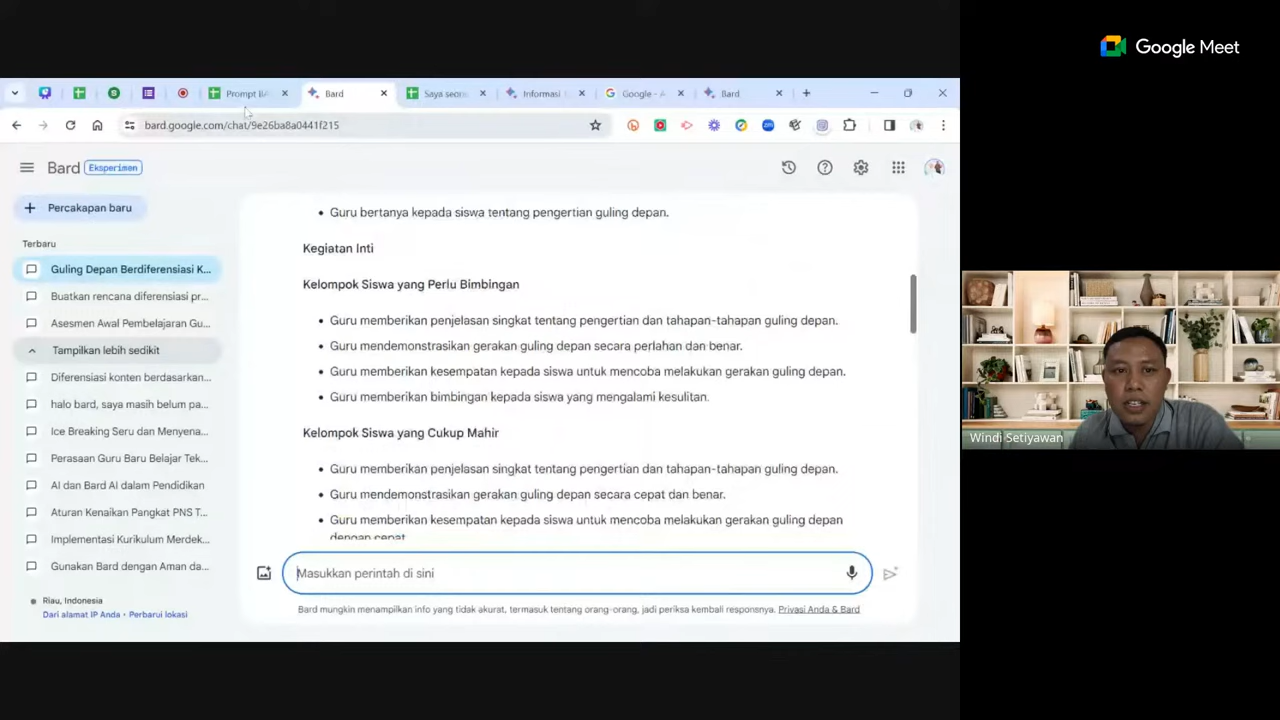 Google Meet
Prompt BA
Bard
Saya seor
Informasi
Google - A
Bard
bard.google.com/chat/9e26ba8a0441f215
Bard Eksperimen
Percakapan baru
Terbaru
Guling Depan Berdiferensiasi K...
Buatkan rencana diferensiasi pr...
Asesmen Awal Pembelajaran Gu...
Tampilkan lebih sedikit
Diferensiasi konten berdasarkan...
halo bard, saya masih belum pa...
Ice Breaking Seru dan Menyena...
Perasaan Guru Baru Belajar Tek...
AI dan Bard AI dalam Pendidikan
Aturan Kenaikan Pangkat PNS T...
Implementasi Kurikulum Merdek...
Gunakan Bard dengan Aman da...
Riau, Indonesia
Dari alamat IP Anda • Perbarui lokasi
• Guru bertanya kepada siswa tentang pengertian guling depan.
Kegiatan Inti
Kelompok Siswa yang Perlu Bimbingan
• Guru memberikan penjelasan singkat tentang pengertian dan tahapan-tahapan guling depan.
• Guru mendemonstrasikan gerakan guling depan secara perlahan dan benar.
• Guru memberikan kesempatan kepada siswa untuk mencoba melakukan gerakan guling depan.
• Guru memberikan bimbingan kepada siswa yang mengalami kesulitan.
Kelompok Siswa yang Cukup Mahir
• Guru memberikan penjelasan singkat tentang pengertian dan tahapan-tahapan guling depan.
• Guru mendemonstrasikan gerakan guling depan secara cepat dan benar.
• Guru memberikan kesempatan kepada siswa untuk mencoba melakukan gerakan guling depan
dengan cepat.
Masukkan perintah di sini
Bard mungkin menampilkan info yang tidak akurat, termasuk tentang orang-orang, jadi periksa kembali responsnya. Privasi Anda & Bard
Windi Setiyawan